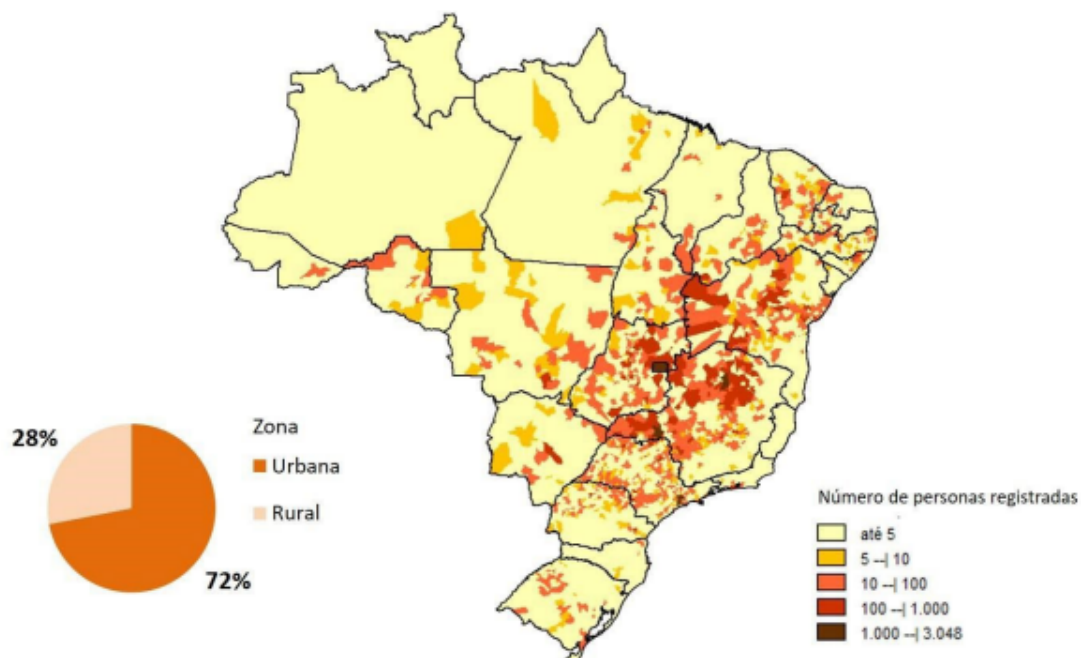 28%
Zona
Urbana
Rural
72%
Número de personas registradas
até 5
5 --| 10
10 --| 100
100 --| 1.000
1.000 --| 3.048